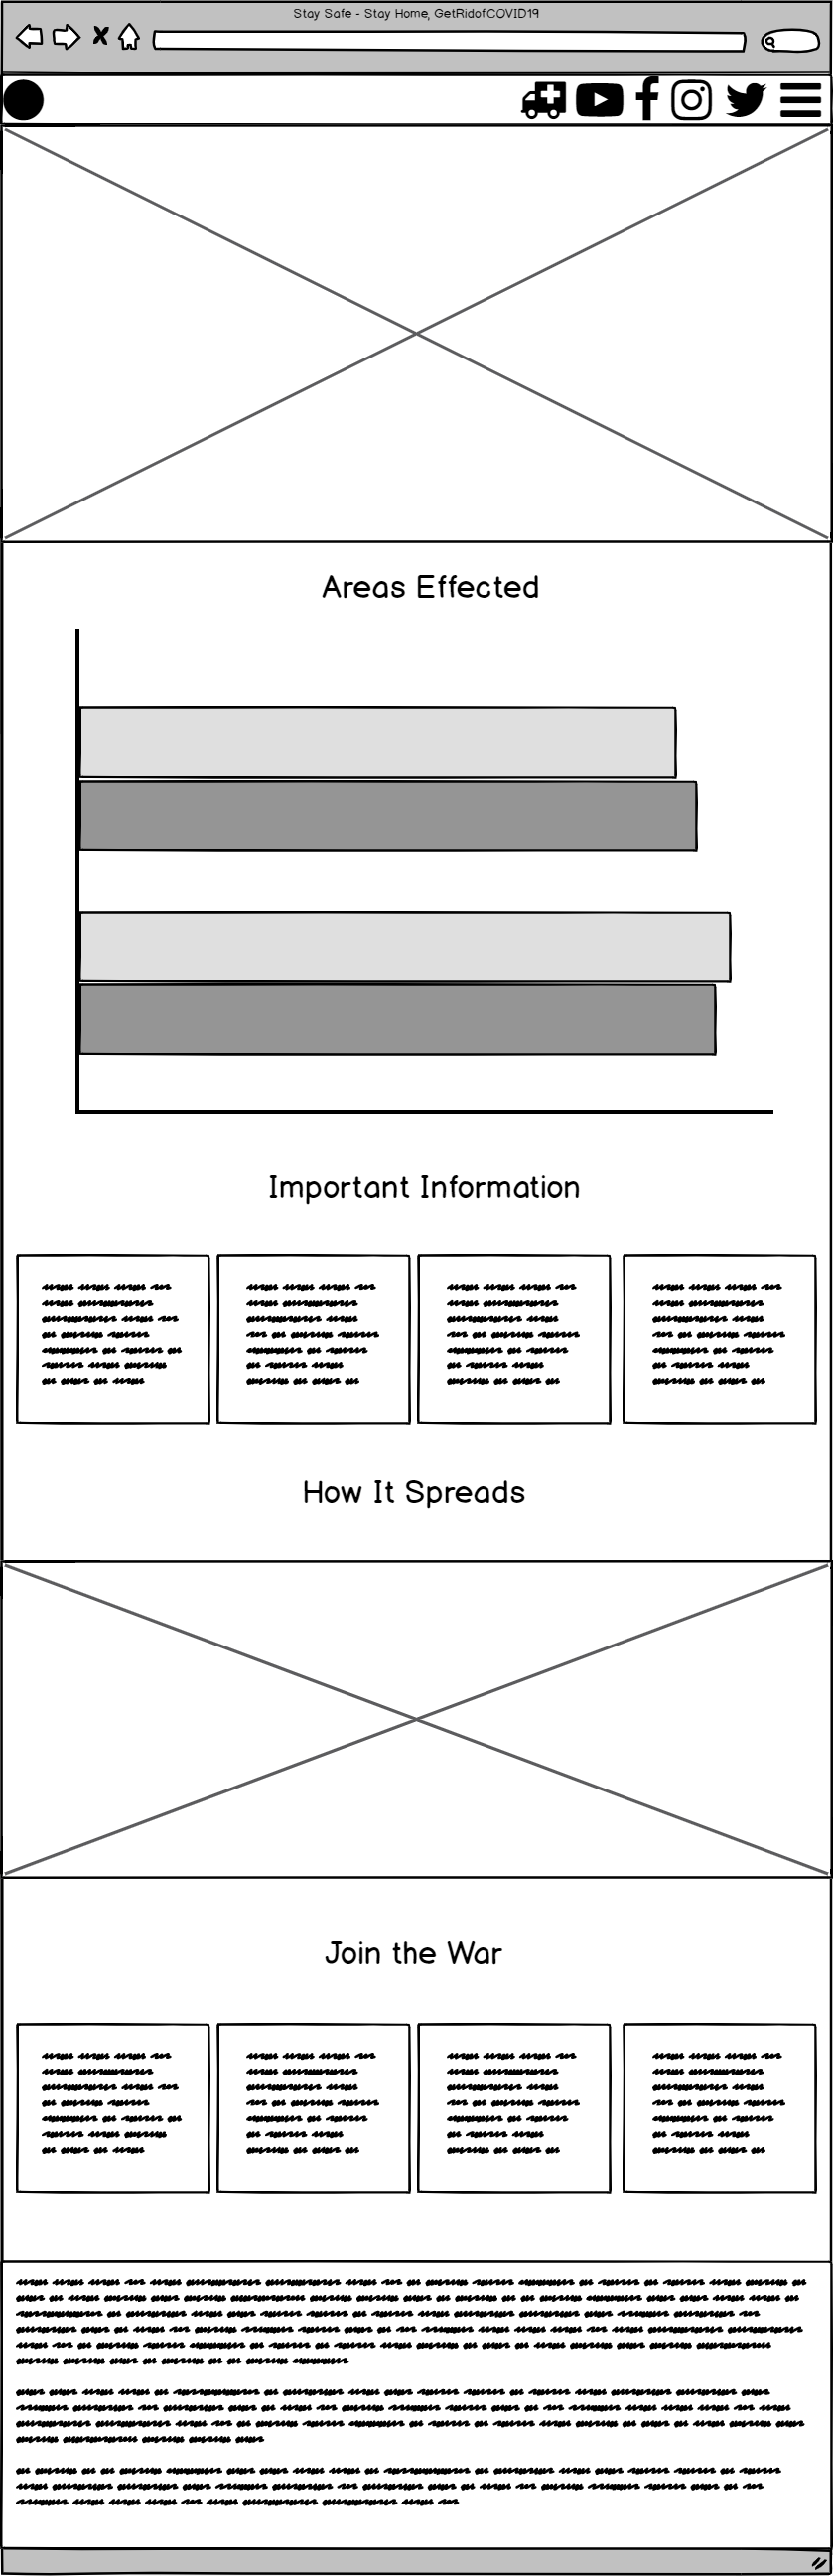 Stay Safe - Stay Home, GetRidofCOVID19
Areas Effected
Important Information
How It Spreads
Join the War